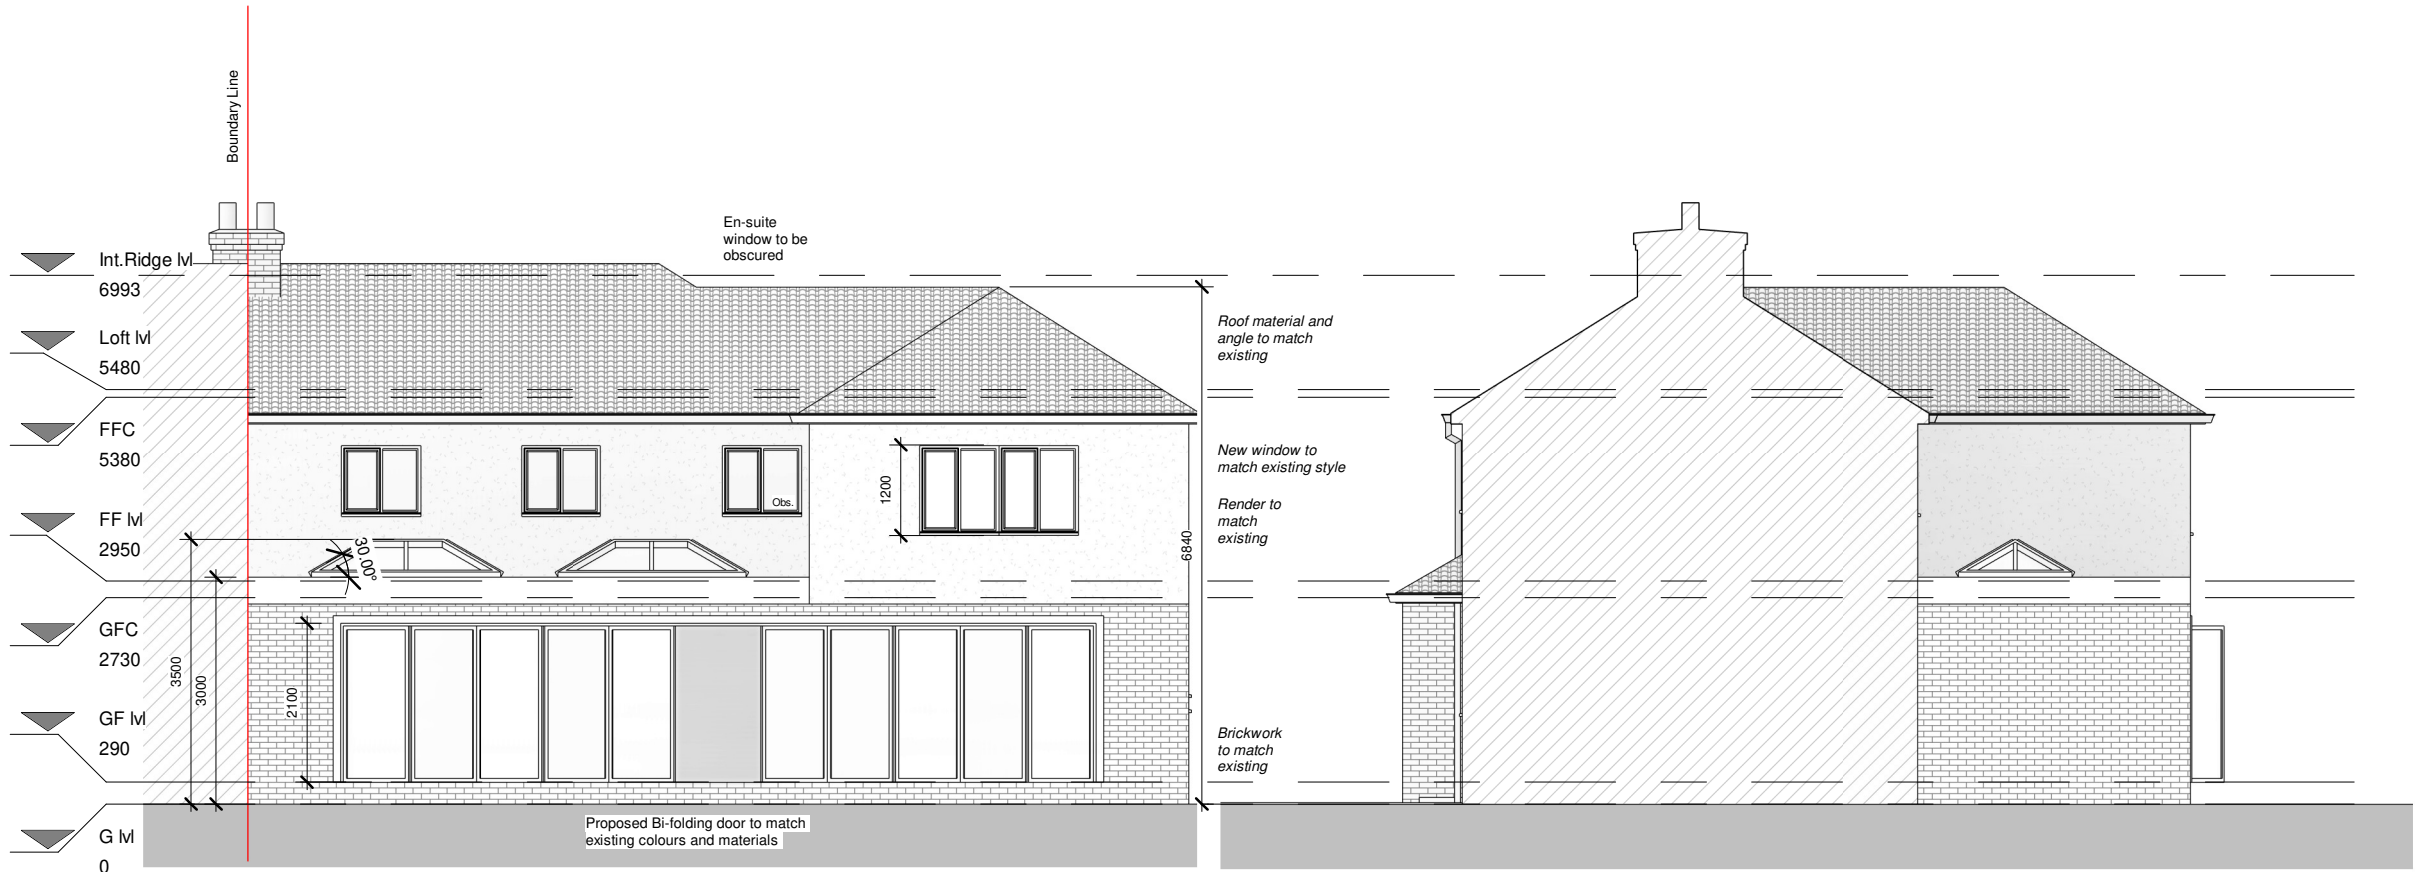 Boundary Line
Int.Ridge lvl
6993
Loft lvl
5480
FFC
5380
FF lvl
2950
GFC
2730
GF lvl
290
G lvl
0
3500
3000
2100
30.00°
En-suite
window to be
obscured
Obs.
1200
6840
Roof material and
angle to match
existing
New window to
match existing style
Render to
match
existing
Brickwork
to match
existing
Proposed Bi-folding door to match
existing colours and materials